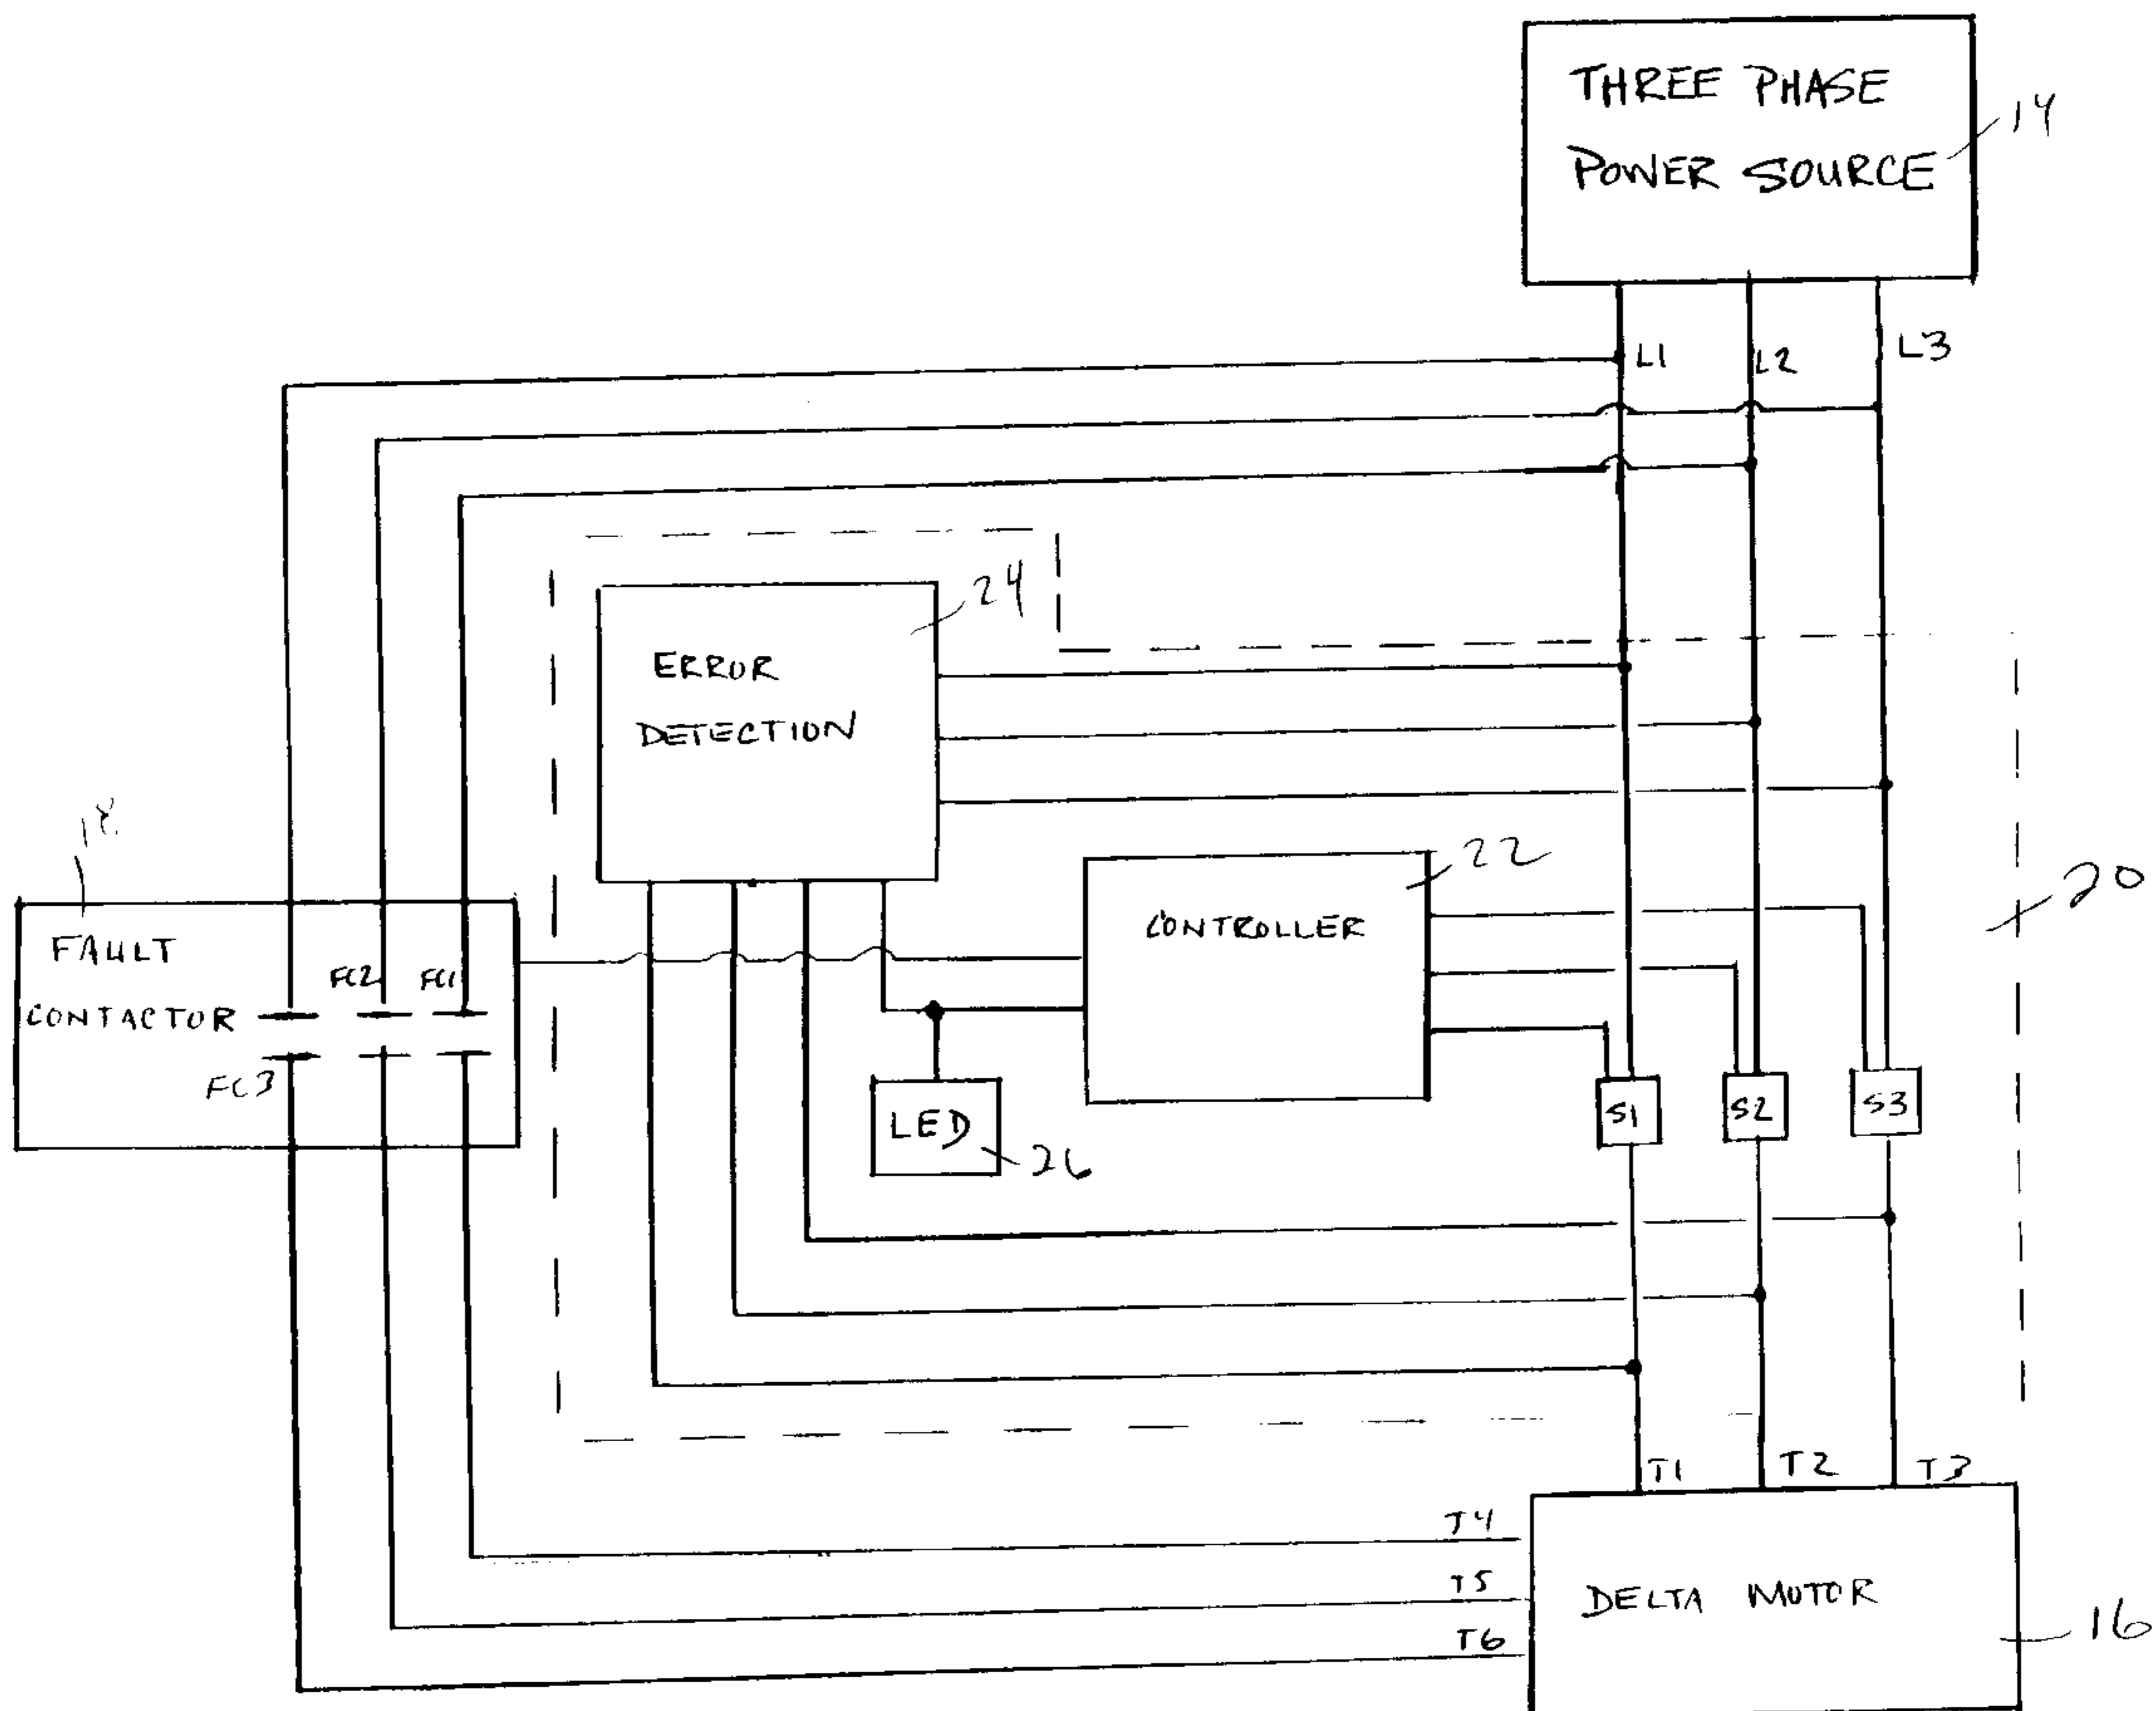 THREE PHASE
POWER SOURCE
14
L1
L2
L3
24
ERROR
DETECTION
18
22
20
FAULT
CONTACTOR
FC2
FC1
FC3
CONTROLLER
LED
26
S1
S2
S3
T1
T2
T3
T4
T5
T6
DELTA MOTOR
16